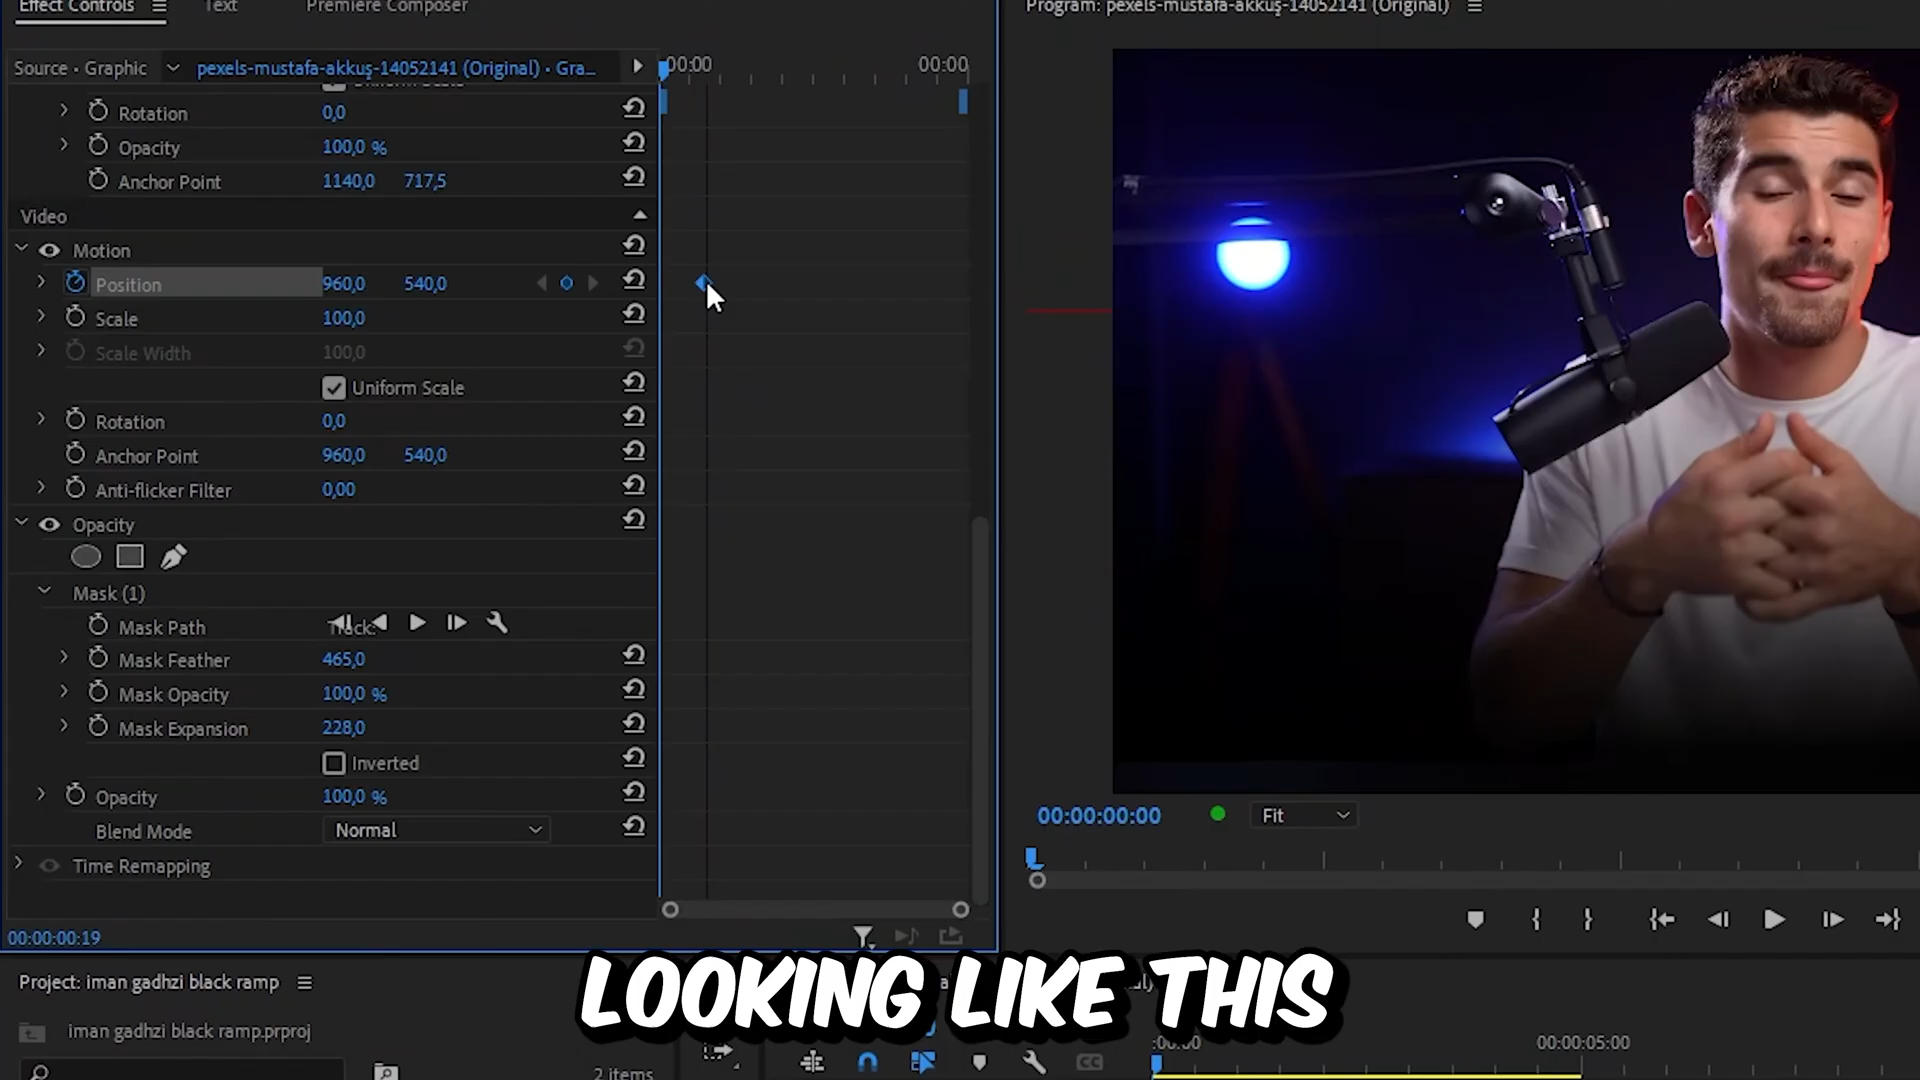 Effect Controls
Text
Premiere Composer
Source · Graphic
pexels-mustafa-akkuş-14052141 (Original) · Gra...
:00:00
00:00
Uniform Scale
Rotation 0,0
Opacity 100,0 %
Anchor Point 1140,0 717,5
Video
Motion
Position 960,0 540,0
Scale 100,0
Scale Width 100,0
Uniform Scale
Rotation 0,0
Anchor Point 960,0 540,0
Anti-flicker Filter 0,00
Opacity
Mask (1)
Mask Path Track:
Mask Feather 465,0
Mask Opacity 100,0 %
Mask Expansion 228,0
Inverted
Opacity 100,0 %
Blend Mode Normal
Time Remapping
00:00:00:19
Program: pexels-mustafa-akkuş-14052141 (Original)
00:00:00:00
Fit
LOOKING LIKE THIS
Project: iman gadhzi black ramp
iman gadhzi black ramp.prproj
2 items
:00:00
00:00:05:00